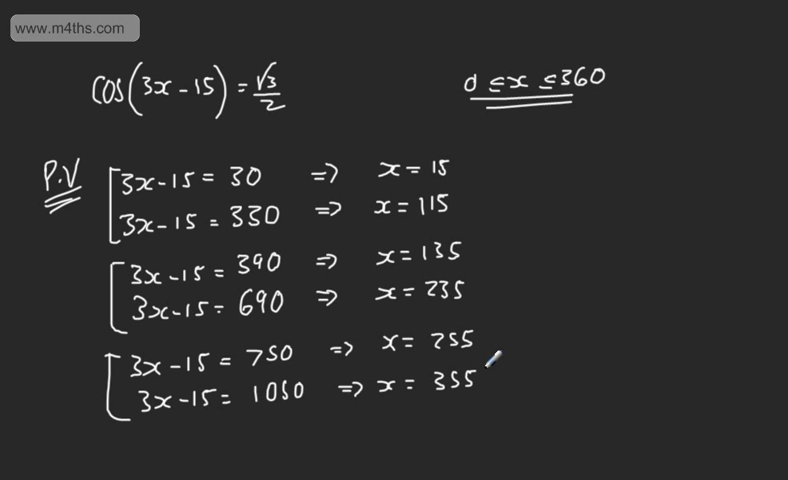 www.m4ths.com
cos(3x-15) = √3/2
0 ≤ x ≤ 360
P.V
3x-15 = 30 => x = 15
3x-15 = 330 => x = 115
3x-15 = 390 => x = 135
3x-15 = 690 => x = 235
3x-15 = 750 => x = 255
3x-15 = 1050 => x = 355